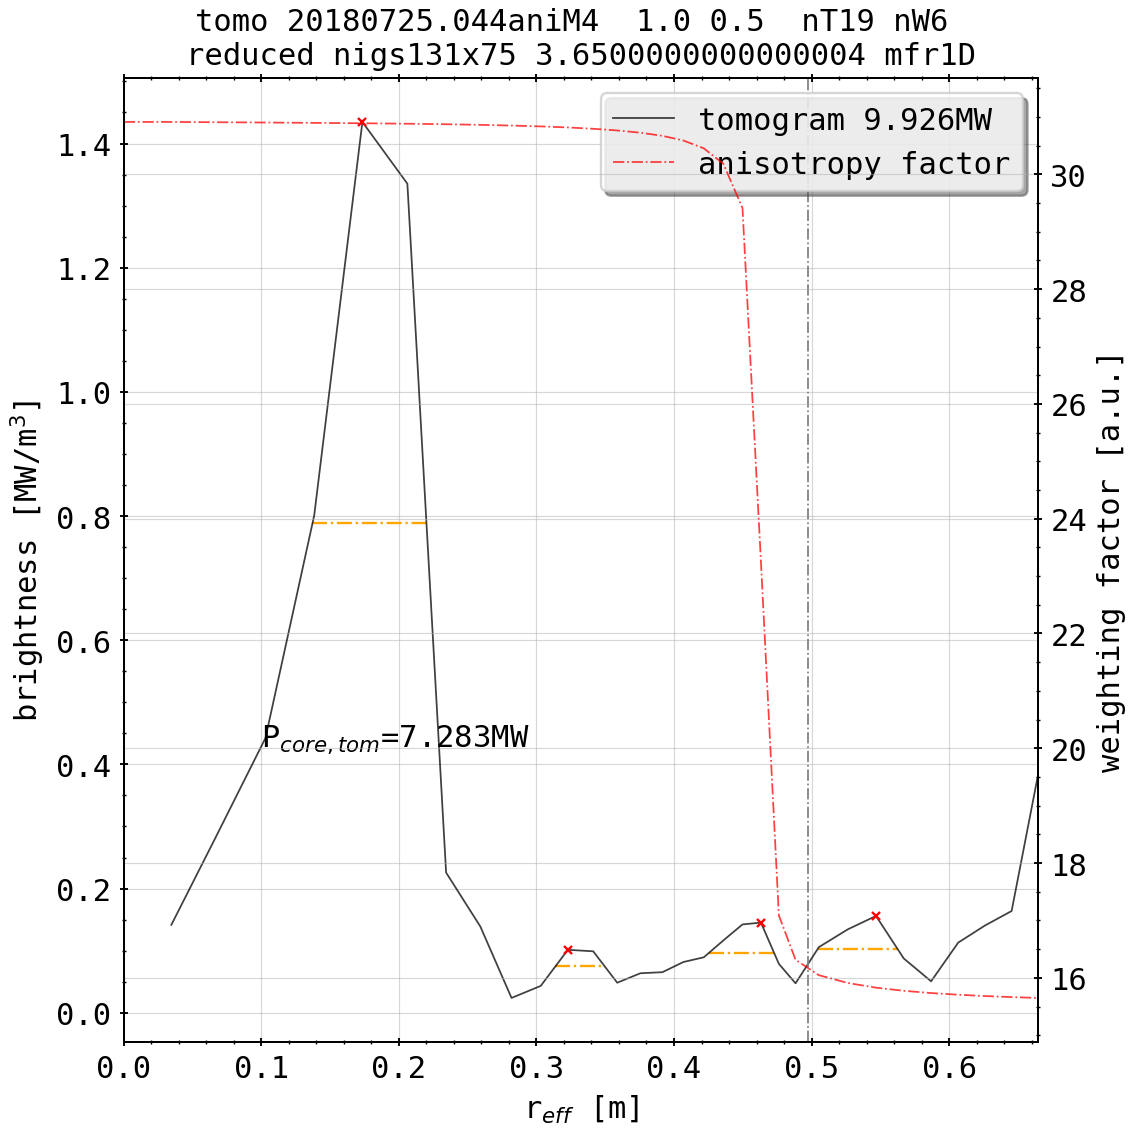 tomo 20180725.044aniM4  1.0 0.5  nT19 nW6
reduced nigs131x75 3.6500000000000004 mfr1D
tomogram 9.926MW
anisotropy factor
1.4
1.2
1.0
0.8
0.6
0.4
0.2
0.0
brightness [MW/m³]
P_core,tom=7.283MW
30
28
26
24
22
20
18
16
weighting factor [a.u.]
0.0 0.1 0.2 0.3 0.4 0.5 0.6
r_eff [m]